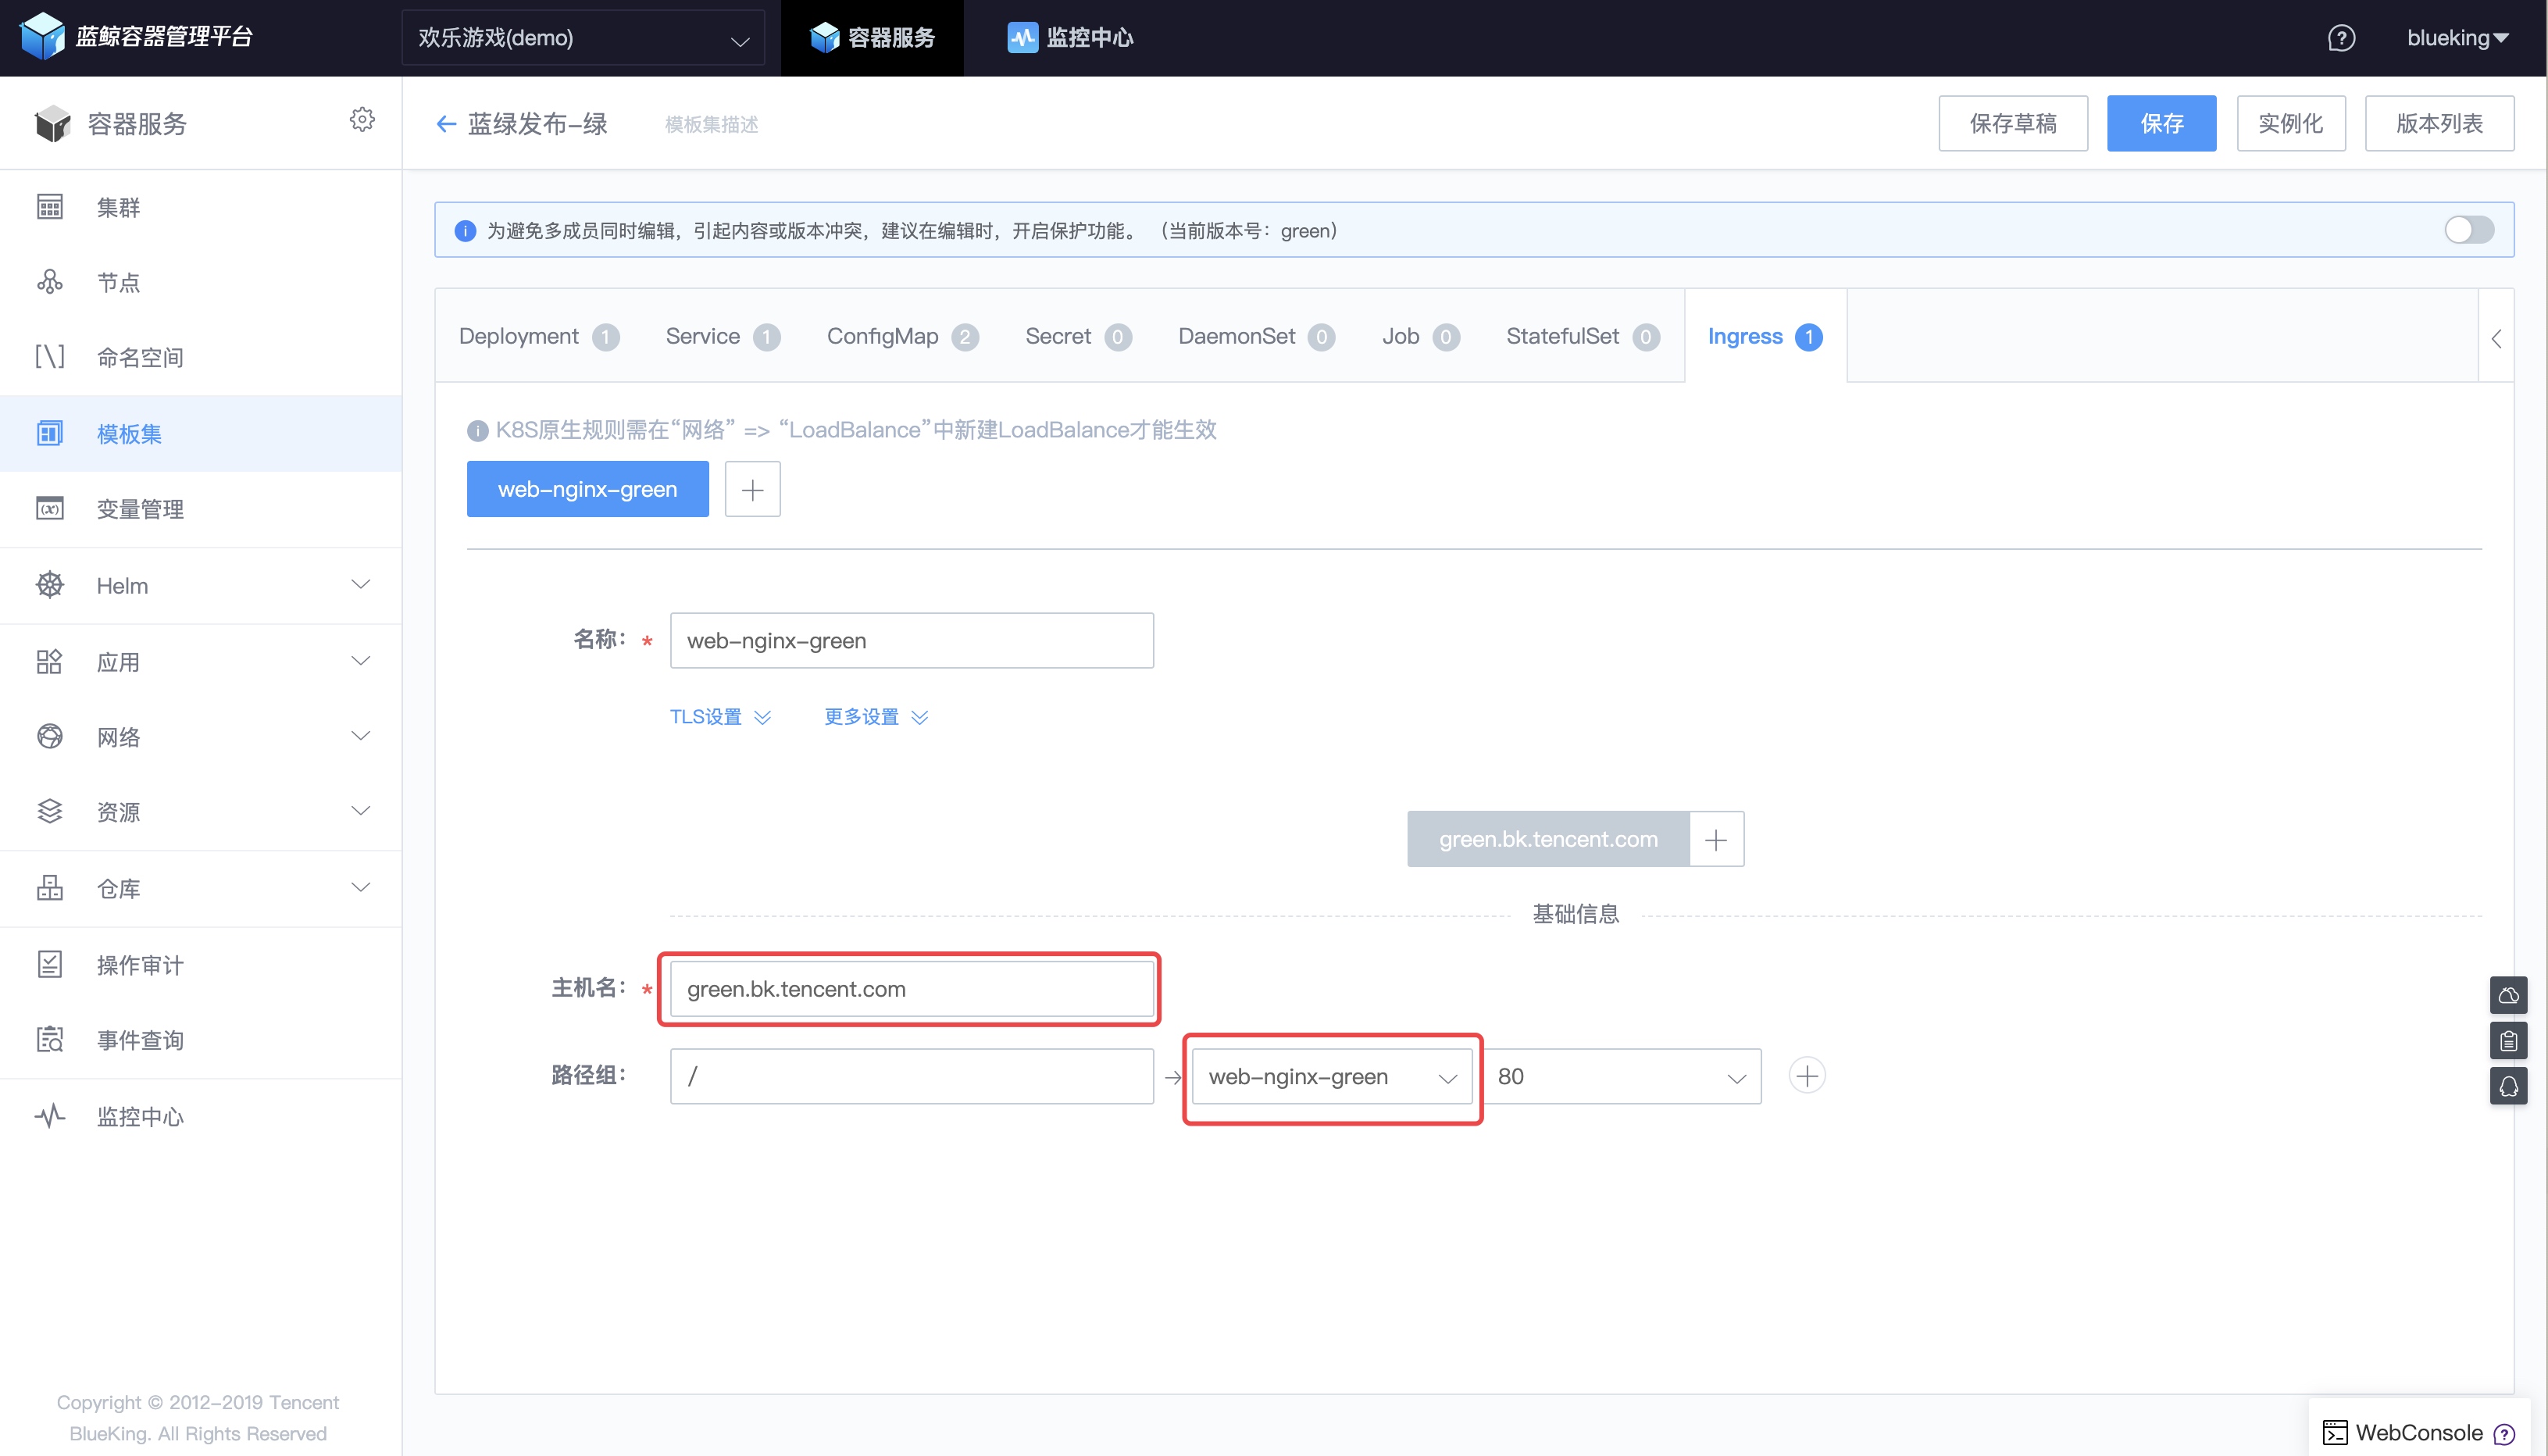 蓝鲸容器管理平台
欢乐游戏(demo)
容器服务
监控中心
blueking
容器服务
蓝绿发布-绿
模板集描述
保存草稿
保存
实例化
版本列表
集群
节点
命名空间
模板集
变量管理
Helm
应用
网络
资源
仓库
操作审计
事件查询
监控中心
Copyright © 2012-2019 Tencent
BlueKing. All Rights Reserved
为避免多成员同时编辑，引起内容或版本冲突，建议在编辑时，开启保护功能。（当前版本号：green）
Deployment 1
Service 1
ConfigMap 2
Secret 0
DaemonSet 0
Job 0
StatefulSet 0
Ingress 1
K8S原生规则需在“网络” => “LoadBalance”中新建LoadBalance才能生效
web-nginx-green
名称： * web-nginx-green
TLS设置
更多设置
green.bk.tencent.com
基础信息
主机名： * green.bk.tencent.com
路径组： / → web-nginx-green 80
WebConsole